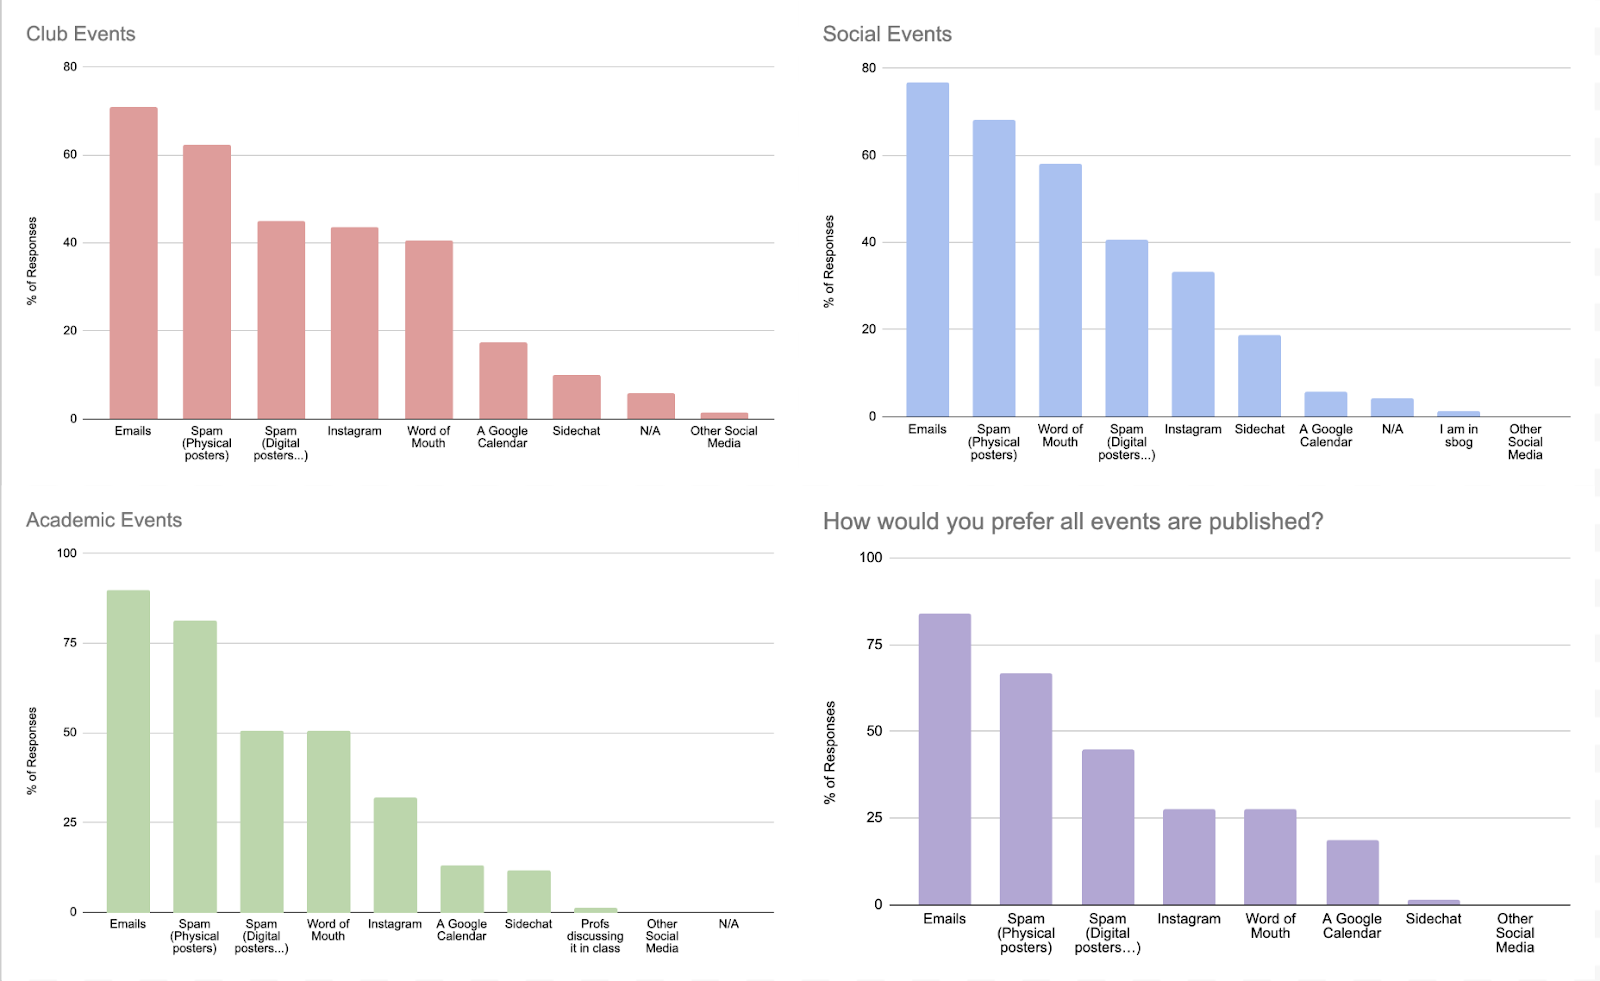 Club Events
80
60
40
20
0
% of Responses
Emails
Spam
(Physical
posters)
Spam
(Digital
posters...)
Instagram
Word of
Mouth
A Google
Calendar
Sidechat
N/A
Other Social
Media
Social Events
80
60
40
20
0
% of Responses
Emails
Spam
(Physical
posters)
Word of
Mouth
Spam
(Digital
posters...)
Instagram
Sidechat
A Google
Calendar
N/A
I am in
sbog
Other
Social
Media
Academic Events
100
75
50
25
0
% of Responses
Emails
Spam
(Physical
posters)
Spam
(Digital
posters...)
Word of
Mouth
Instagram
A Google
Calendar
Sidechat
Profs
discussing
it in class
Other
Social
Media
N/A
How would you prefer all events are published?
100
75
50
25
0
% of Responses
Emails
Spam
(Physical
posters)
Spam
(Digital
posters...)
Instagram
Word of
Mouth
A Google
Calendar
Sidechat
Other
Social
Media